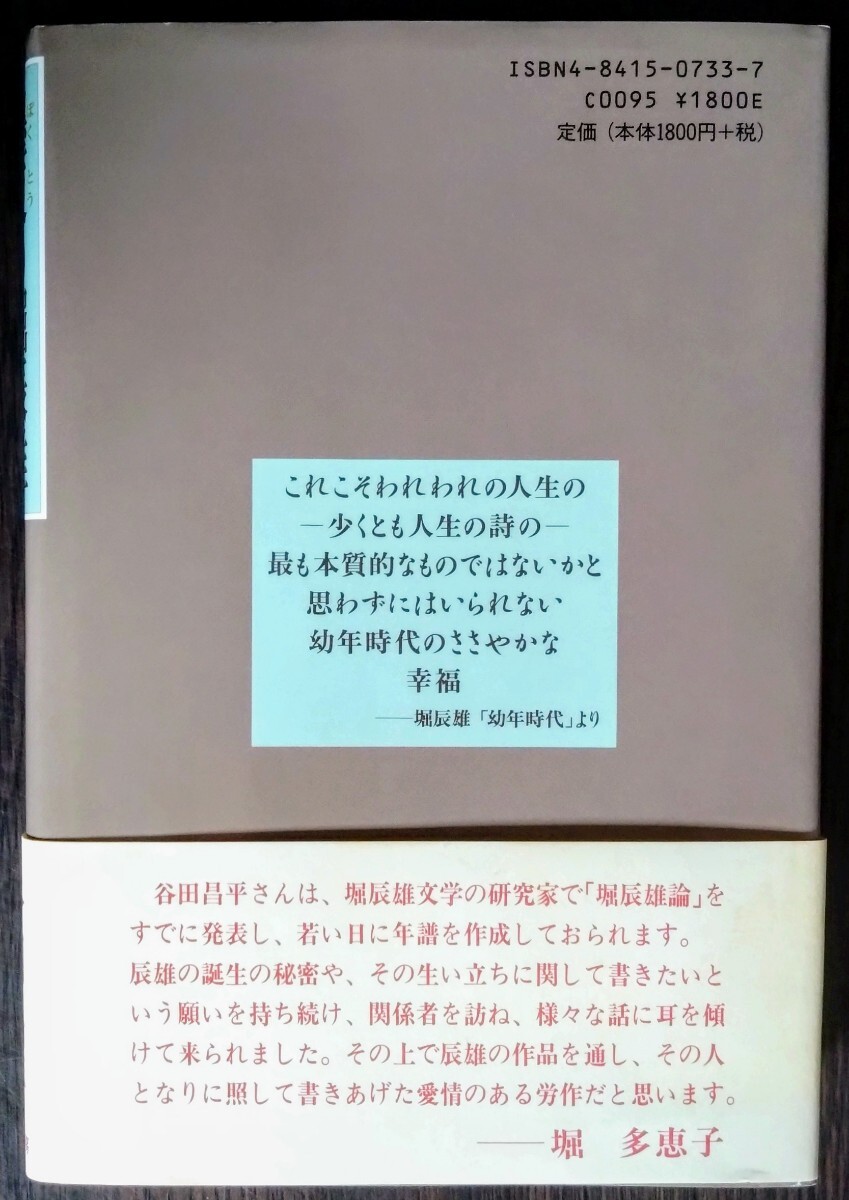 ISBN4-8415-0733-7
C0095 ¥1800E
定価（本体1800円＋税）
これこそわれわれの人生の
―少くとも人生の詩の―
最も本質的なものではないかと
思わずにはいられない
幼年時代のささやかな
幸福
――堀辰雄「幼年時代」より
谷田昌平さんは、堀辰雄文学の研究家で「堀辰雄論」を
すでに発表し、若い日に年譜を作成しておられます。
辰雄の誕生の秘密や、その生い立ちに関して書きたいと
いう願いを持ち続け、関係者を訪ね、様々な話に耳を傾
けて来られました。その上で辰雄の作品を通し、その人
となりに照して書きあげた愛情のある労作だと思います。
――堀　多恵子